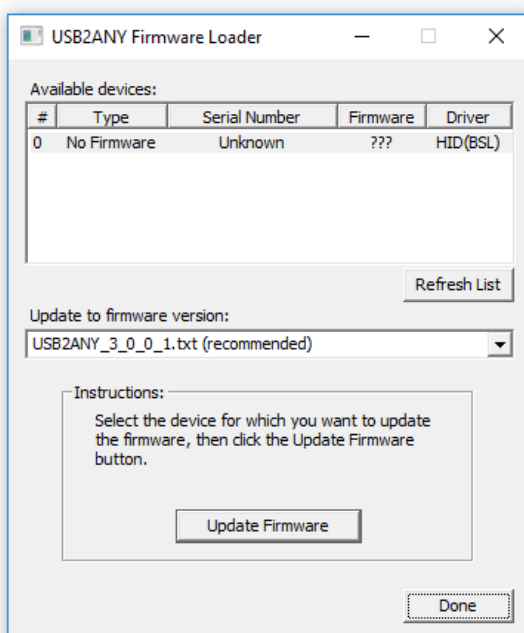 USB2ANY Firmware Loader
Available devices:
# Type Serial Number Firmware Driver
0 No Firmware Unknown ??? HID(BSL)
Refresh List
Update to firmware version:
USB2ANY_3_0_0_1.txt (recommended)
Instructions:
Select the device for which you want to update
the firmware, then click the Update Firmware
button.
Update Firmware
Done